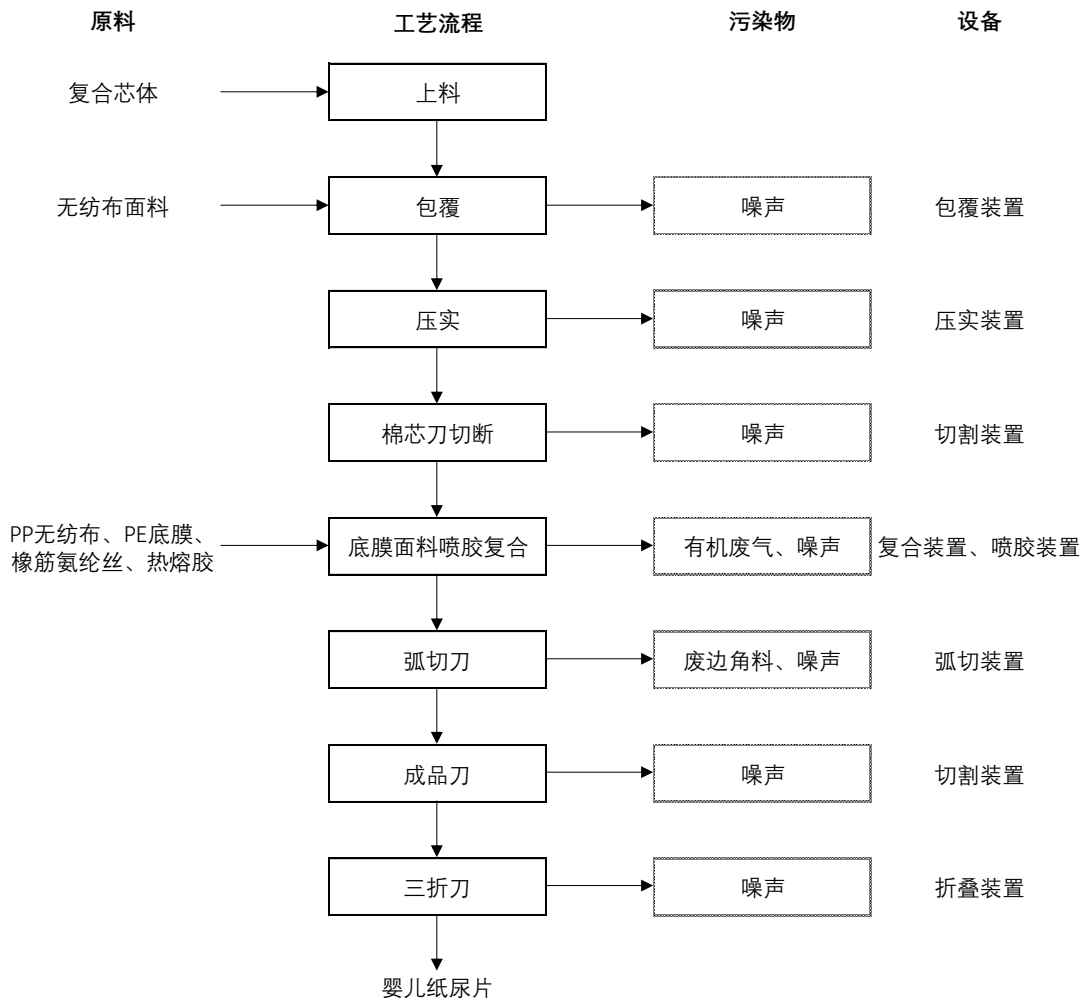 原料 工艺流程 污染物 设备
复合芯体 上料
无纺布面料 包覆 噪声 包覆装置
压实 噪声 压实装置
棉芯刀切断 噪声 切割装置
PP无纺布、PE底膜、
橡筋氨纶丝、热熔胶 底膜面料喷胶复合 有机废气、噪声 复合装置、喷胶装置
弧切刀 废边角料、噪声 弧切装置
成品刀 噪声 切割装置
三折刀 噪声 折叠装置
婴儿纸尿片